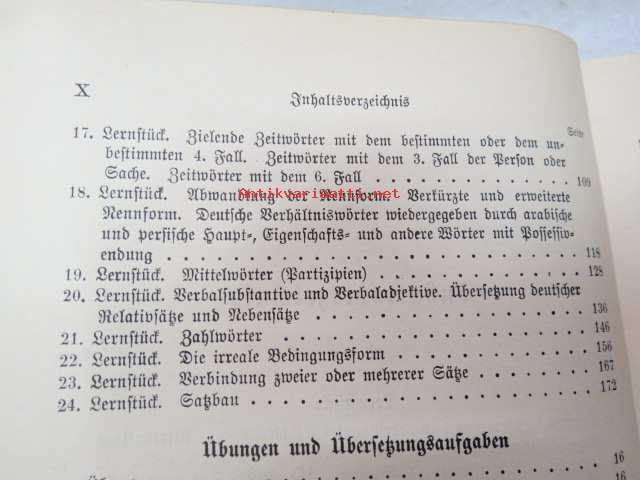 X
Inhaltsverzeichnis
Seite
17. Lernstück. Zielende Zeitwörter mit dem bestimmten oder dem un-
bestimmten 4. Fall. Zeitwörter mit dem 3. Fall der Person oder
Sache. Zeitwörter mit dem 6. Fall . . . . . . . . . . . . 109
18. Lernstück. Abwandlung der Nennform. Verkürzte und erweiterte
Nennform. Deutsche Verhältniswörter wiedergegeben durch arabische
und persische Haupt-, Eigenschafts- und andere Wörter mit Possessiv-
endung . . . . . . . . . . . . . . . . . . . . 118
19. Lernstück. Mittelwörter (Partizipien) . . . . . . . . . . . 128
20. Lernstück. Verbalsubstantive und Verbaladjektive. Übersetzung deutscher
Relativsätze und Nebensätze . . . . . . . . . . . . . . 136
21. Lernstück. Zahlwörter . . . . . . . . . . . . . . . . 146
22. Lernstück. Die irreale Bedingungsform . . . . . . . . . . 156
23. Lernstück. Verbindung zweier oder mehrerer Sätze . . . . . . 167
24. Lernstück. Satzbau . . . . . . . . . . . . . . . . . 172
Übungen und Übersetzungsaufgaben
16
16